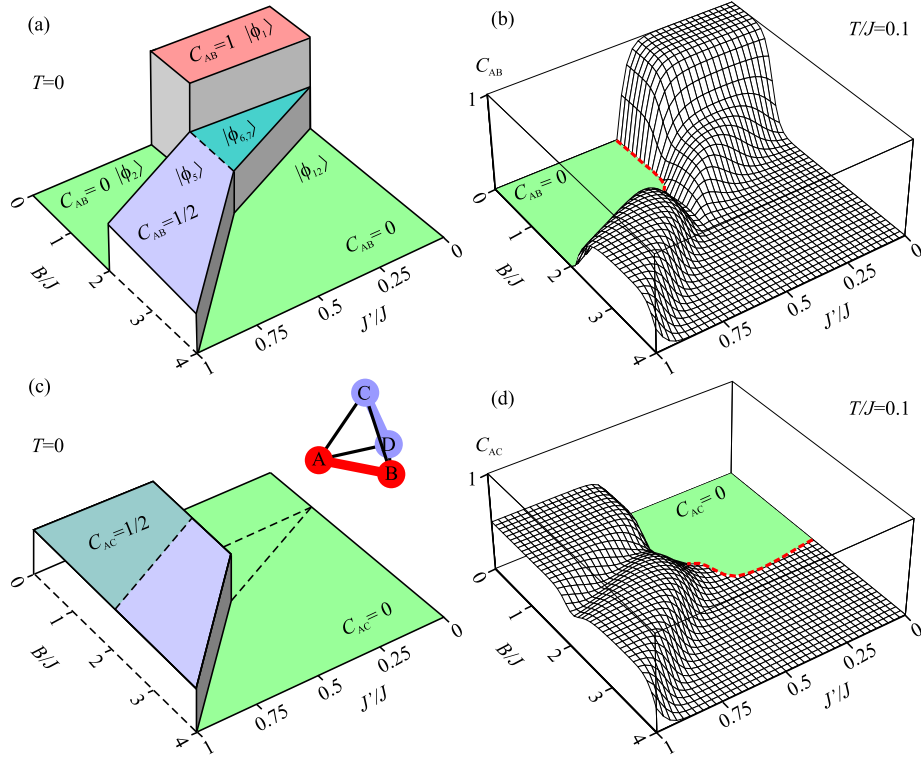 (a)
T=0
C_AB=1 |ϕ₁⟩
|ϕ₆,₇⟩
C_AB=0 |ϕ₂⟩
|ϕ₅⟩
C_AB=1/2
|ϕ₁₂⟩
C_AB=0
0
1
2
3
4
B/J
1
0.75
0.5
0.25
0
J'/J
(b)
T/J=0.1
C_AB
1
C_AB=0
0
1
2
3
4
B/J
1
0.75
0.5
0.25
0
J'/J
(c)
T=0
C
D
A
B
C_AC=1/2
C_AC=0
0
1
2
3
4
B/J
1
0.75
0.5
0.25
0
J'/J
(d)
T/J=0.1
C_AC
1
C_AC=0
0
1
2
3
4
B/J
1
0.75
0.5
0.25
0
J'/J